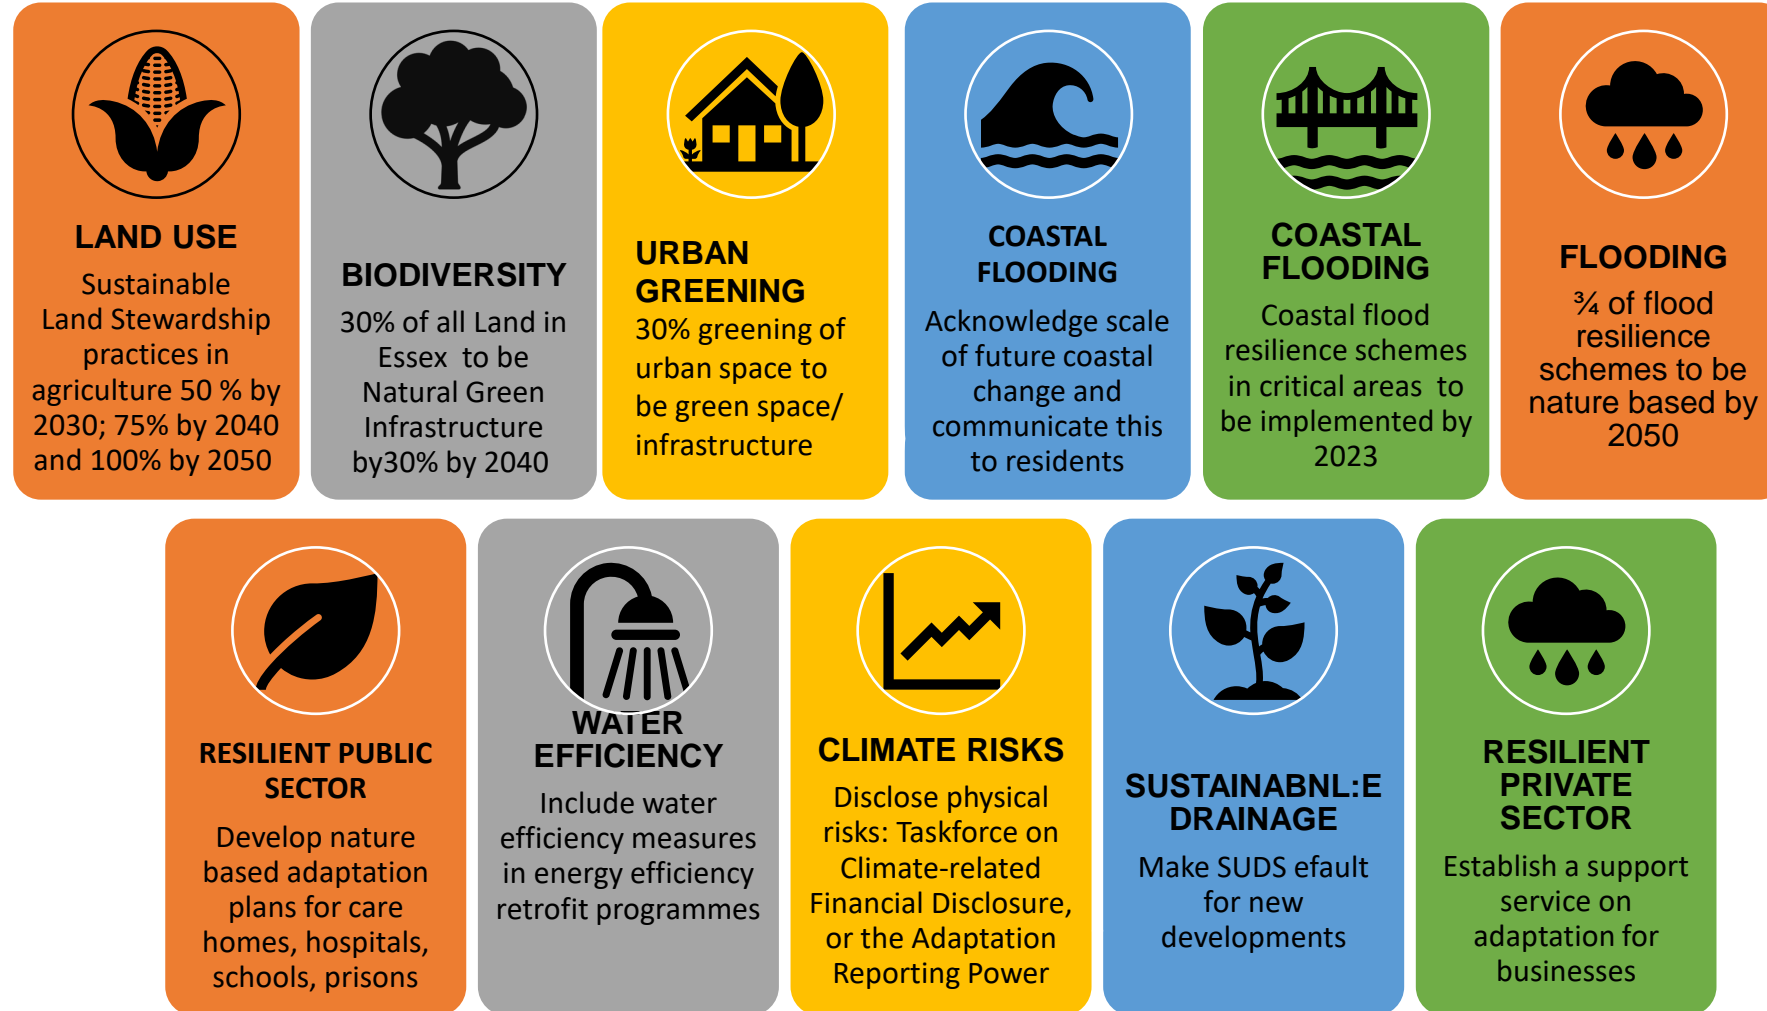 LAND USE
Sustainable
Land Stewardship
practices in
agriculture 50 % by
2030; 75% by 2040
and 100% by 2050
BIODIVERSITY
30% of all Land in
Essex  to be
Natural Green
Infrastructure
by30% by 2040
URBAN
GREENING
30% greening of
urban space to
be green space/
infrastructure
COASTAL
FLOODING
Acknowledge scale
of future coastal
change and
communicate this
to residents
COASTAL
FLOODING
Coastal flood
resilience schemes
in critical areas  to
be implemented by
2023
FLOODING
¾ of flood
resilience
schemes to be
nature based by
2050
RESILIENT PUBLIC
SECTOR
Develop nature
based adaptation
plans for care
homes, hospitals,
schools, prisons
WATER
EFFICIENCY
Include water
efficiency measures
in energy efficiency
retrofit programmes
CLIMATE RISKS
Disclose physical
risks: Taskforce on
Climate-related
Financial Disclosure,
or the Adaptation
Reporting Power
SUSTAINABNL:E
DRAINAGE
Make SUDS efault
for new
developments
RESILIENT
PRIVATE
SECTOR
Establish a support
service on
adaptation for
businesses